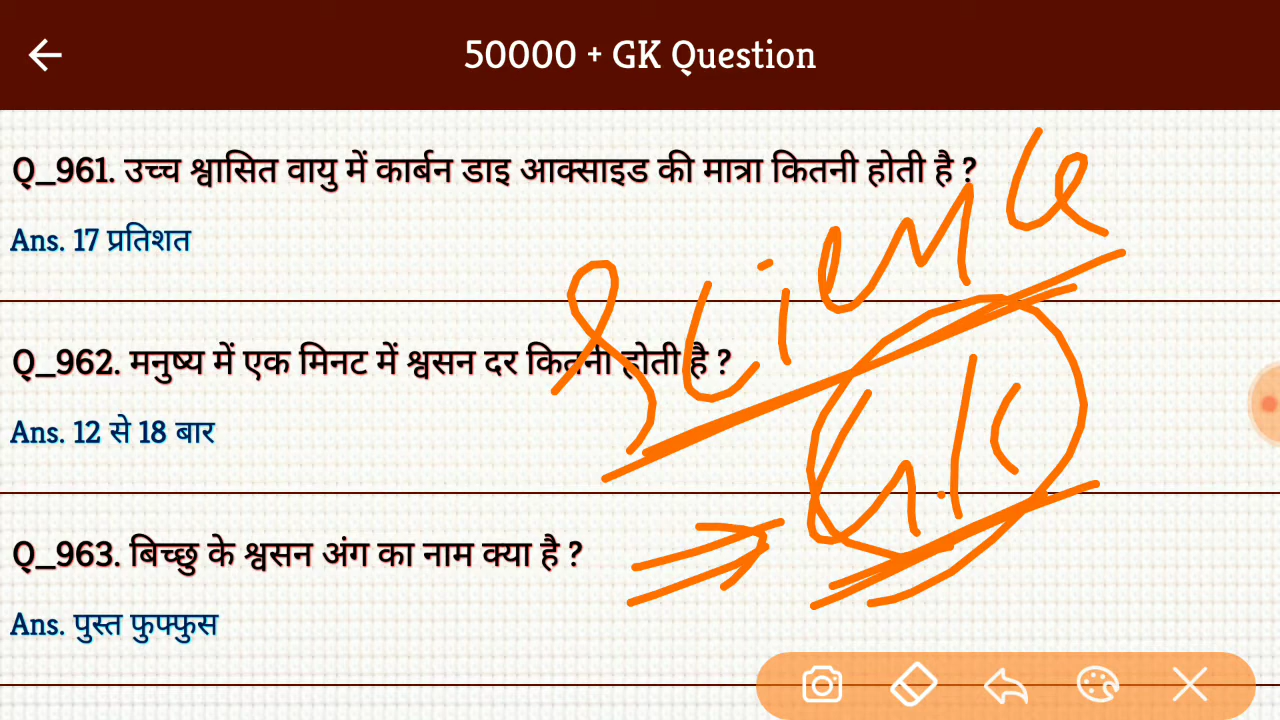 50000 + GK Question
Q_961. उच्च श्वासित वायु में कार्बन डाइ आक्साइड की मात्रा कितनी होती है ?
Ans. 17 प्रतिशत
Science
Q_962. मनुष्य में एक मिनट में श्वसन दर कितनी होती है ?
Ans. 12 से 18 बार
G.K
Q_963. बिच्छु के श्वसन अंग का नाम क्या है ?
Ans. पुस्त फुफ्फुस